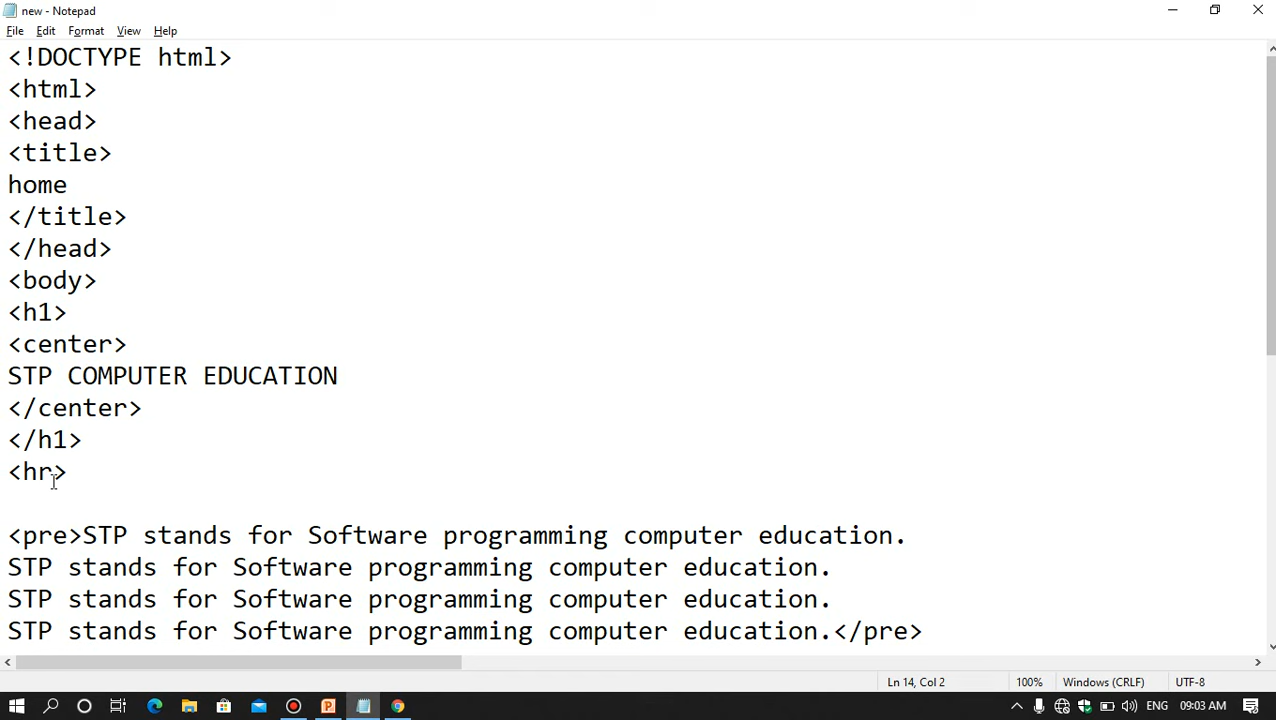 new - Notepad
File Edit Format View Help
<!DOCTYPE html>
<html>
<head>
<title>
home
</title>
</head>
<body>
<h1>
<center>
STP COMPUTER EDUCATION
</center>
</h1>
<hr>
<pre>STP stands for Software programming computer education.
STP stands for Software programming computer education.
STP stands for Software programming computer education.
STP stands for Software programming computer education.</pre>
Ln 14, Col 2 100% Windows (CRLF) UTF-8
ENG 09:03 AM